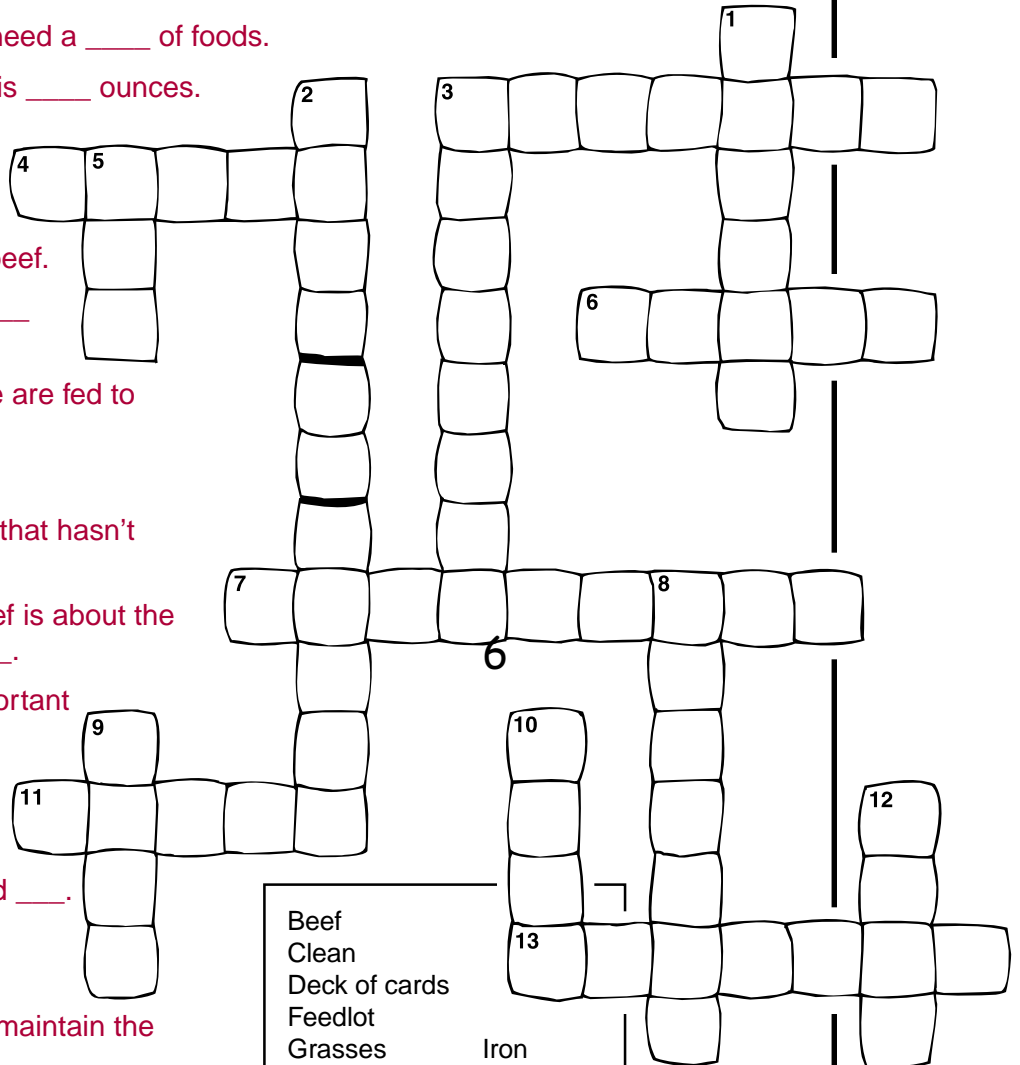 need a ____ of foods.
is ____ ounces.
beef.
__
e are fed to
that hasn't
ef is about the
_.
ortant
d ___.
maintain the
1
2
3
4
5
6
7
8
6
9
10
11
12
13
Beef
Clean
Deck of cards
Feedlot
Grasses
Iron